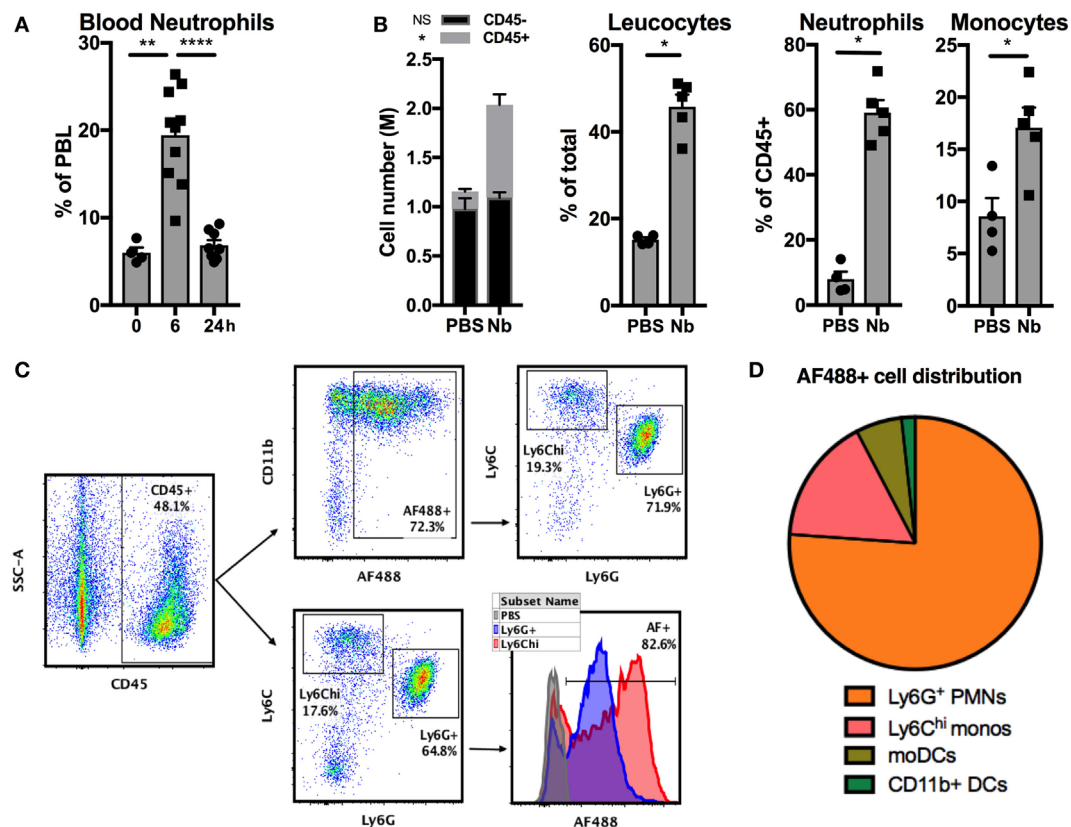 A
Blood Neutrophils
** ****
% of PBL
30
20
10
0
0 6 24h
B
NS CD45-
* CD45+
Cell number (M)
2.5
2.0
1.5
1.0
0.5
0.0
PBS Nb
Leucocytes
*
% of total
60
40
20
0
PBS Nb
Neutrophils
*
% of CD45+
80
60
40
20
0
PBS Nb
Monocytes
*
25
20
15
10
5
0
PBS Nb
C
SSC-A
CD45+
48.1%
CD45
CD11b
AF488+
72.3%
AF488
Ly6C
Ly6Chi
19.3%
Ly6G+
71.9%
Ly6G
Ly6C
Ly6Chi
17.6%
Ly6G+
64.8%
Ly6G
Subset Name
PBS
Ly6G+
Ly6Chi
AF+
82.6%
AF488
D
AF488+ cell distribution
Ly6G⁺ PMNs
Ly6Cʰⁱ monos
moDCs
CD11b+ DCs